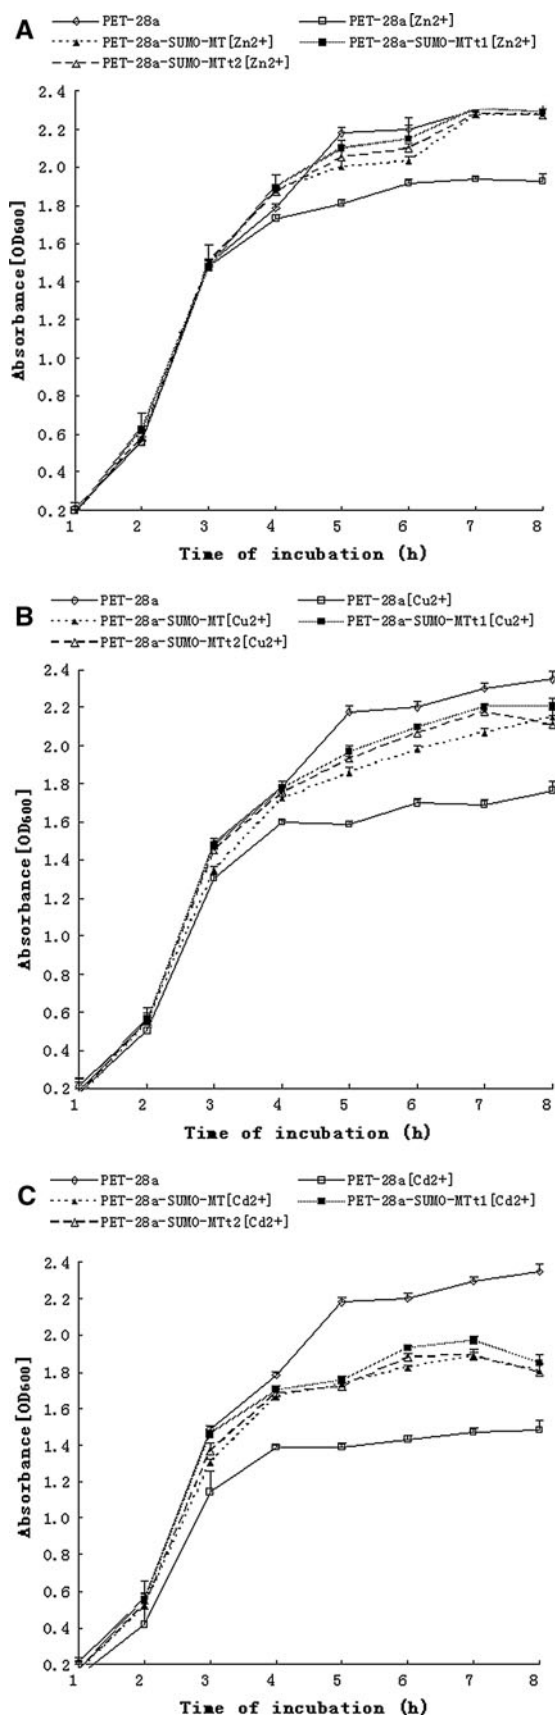 A
PET-28a PET-28a[Zn2+]
PET-28a-SUMO-MT[Zn2+] PET-28a-SUMO-MTt1[Zn2+]
PET-28a-SUMO-MTt2[Zn2+]
2.4
2.2
2.0
1.8
1.6
1.4
1.2
1.0
0.8
0.6
0.4
0.2
Absorbance[OD600]
1 2 3 4 5 6 7 8
Time of incubation (h)
B
PET-28a PET-28a[Cu2+]
PET-28a-SUMO-MT[Cu2+] PET-28a-SUMO-MTt1[Cu2+]
PET-28a-SUMO-MTt2[Cu2+]
2.4
2.2
2.0
1.8
1.6
1.4
1.2
1.0
0.8
0.6
0.4
0.2
Absorbance[OD600]
1 2 3 4 5 6 7 8
Time of incubation (h)
C
PET-28a PET-28a[Cd2+]
PET-28a-SUMO-MT[Cd2+] PET-28a-SUMO-MTt1[Cd2+]
PET-28a-SUMO-MTt2[Cd2+]
2.4
2.2
2.0
1.8
1.6
1.4
1.2
1.0
0.8
0.6
0.4
0.2
Absorbance[OD600]
1 2 3 4 5 6 7 8
Time of incubation (h)